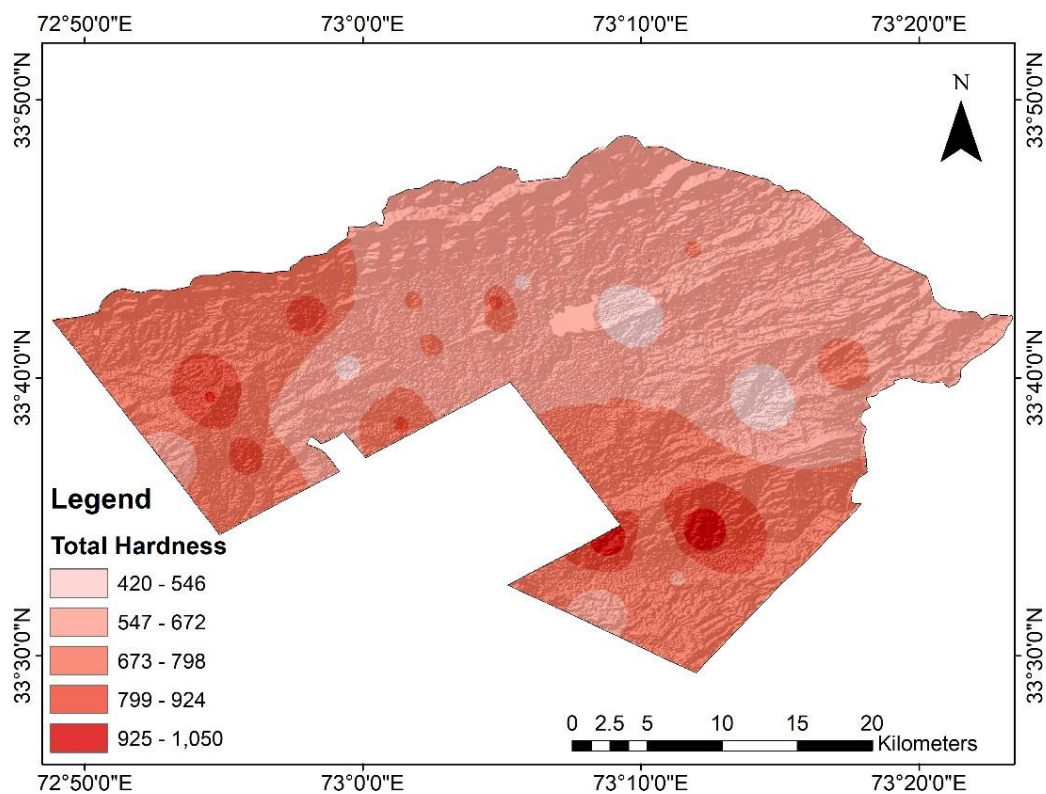 72°50'0"E 73°0'0"E 73°10'0"E 73°20'0"E
33°50'0"N 33°50'0"N
N
33°40'0"N 33°40'0"N
Legend
Total Hardness
420 - 546
547 - 672
673 - 798
799 - 924
925 - 1,050
33°30'0"N 33°30'0"N
0 2.5 5 10 15 20
Kilometers
72°50'0"E 73°0'0"E 73°10'0"E 73°20'0"E